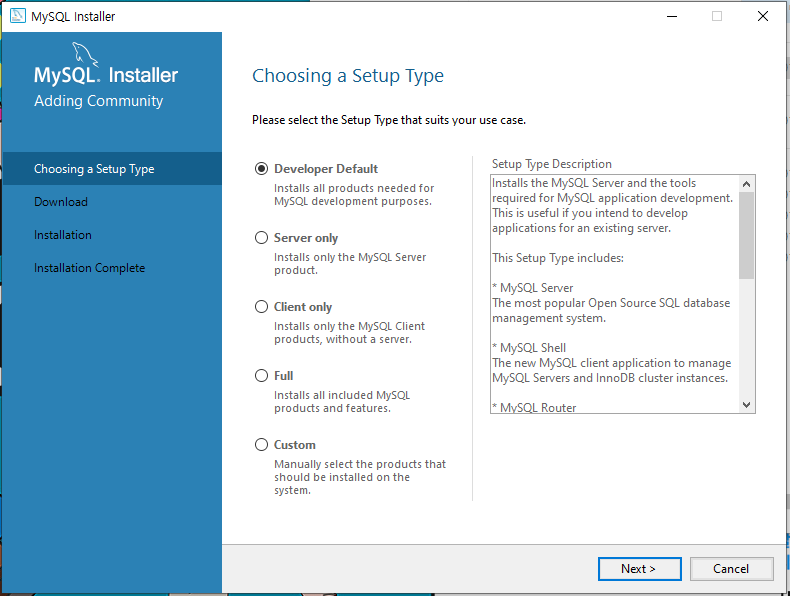 MySQL Installer
MySQL. Installer
Adding Community
Choosing a Setup Type
Download
Installation
Installation Complete
Choosing a Setup Type
Please select the Setup Type that suits your use case.
Developer Default
Installs all products needed for
MySQL development purposes.
Server only
Installs only the MySQL Server
product.
Client only
Installs only the MySQL Client
products, without a server.
Full
Installs all included MySQL
products and features.
Custom
Manually select the products that
should be installed on the
system.
Setup Type Description
Installs the MySQL Server and the tools
required for MySQL application development.
This is useful if you intend to develop
applications for an existing server.
This Setup Type includes:
* MySQL Server
The most popular Open Source SQL database
management system.
* MySQL Shell
The new MySQL client application to manage
MySQL Servers and InnoDB cluster instances.
* MySQL Router
Next >
Cancel